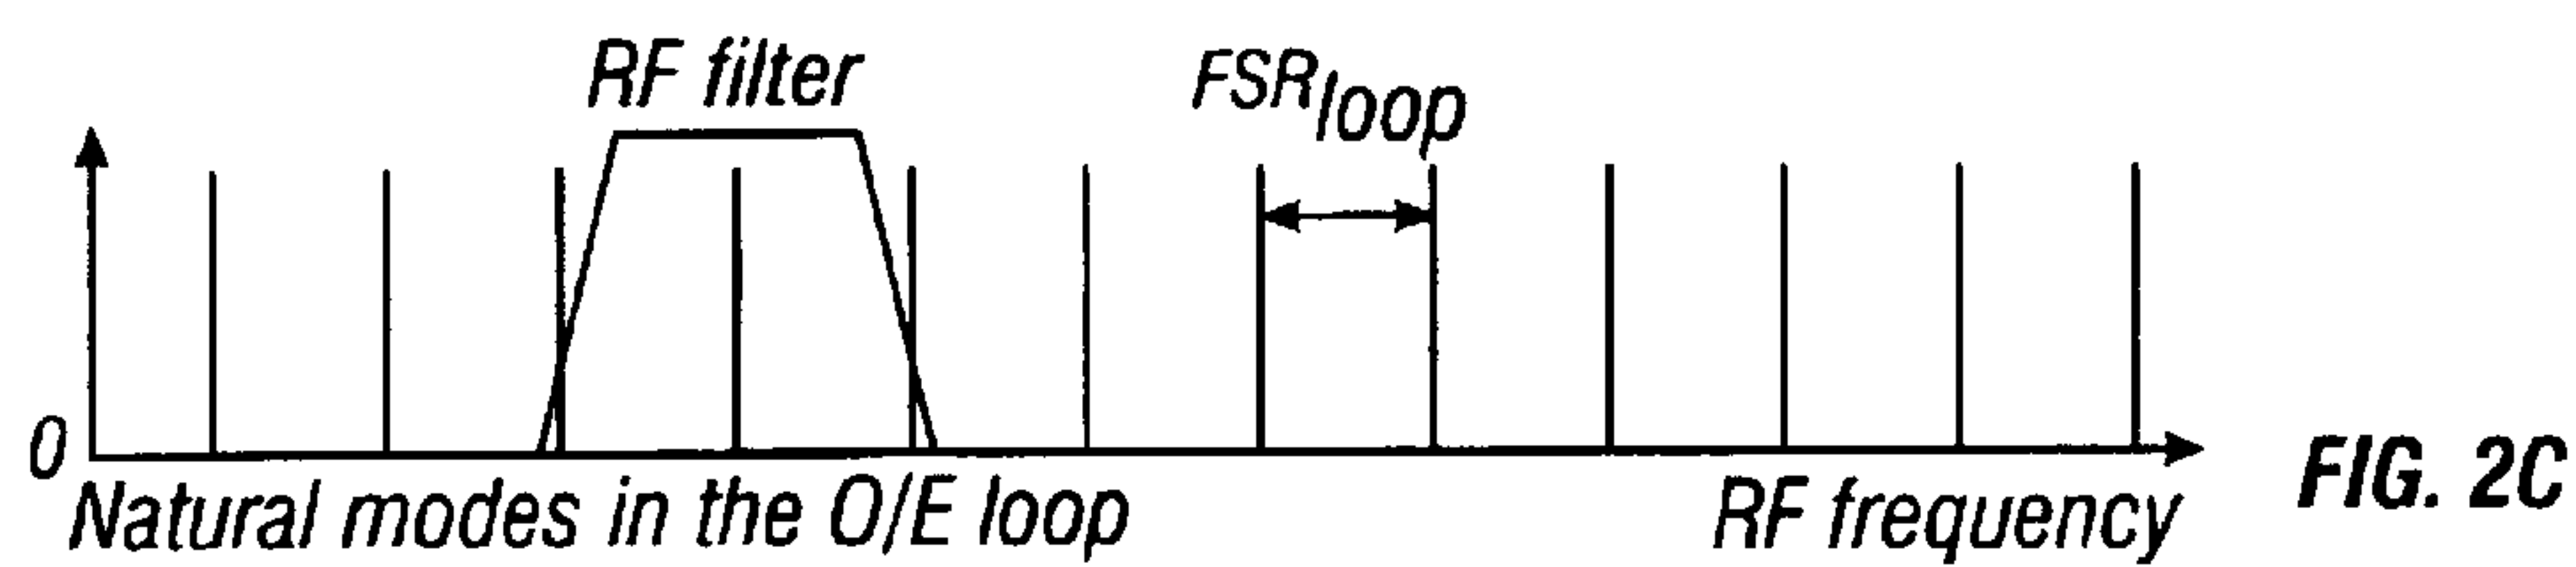 RF filter
FSRloop
0
Natural modes in the O/E loop
RF frequency
FIG. 2C